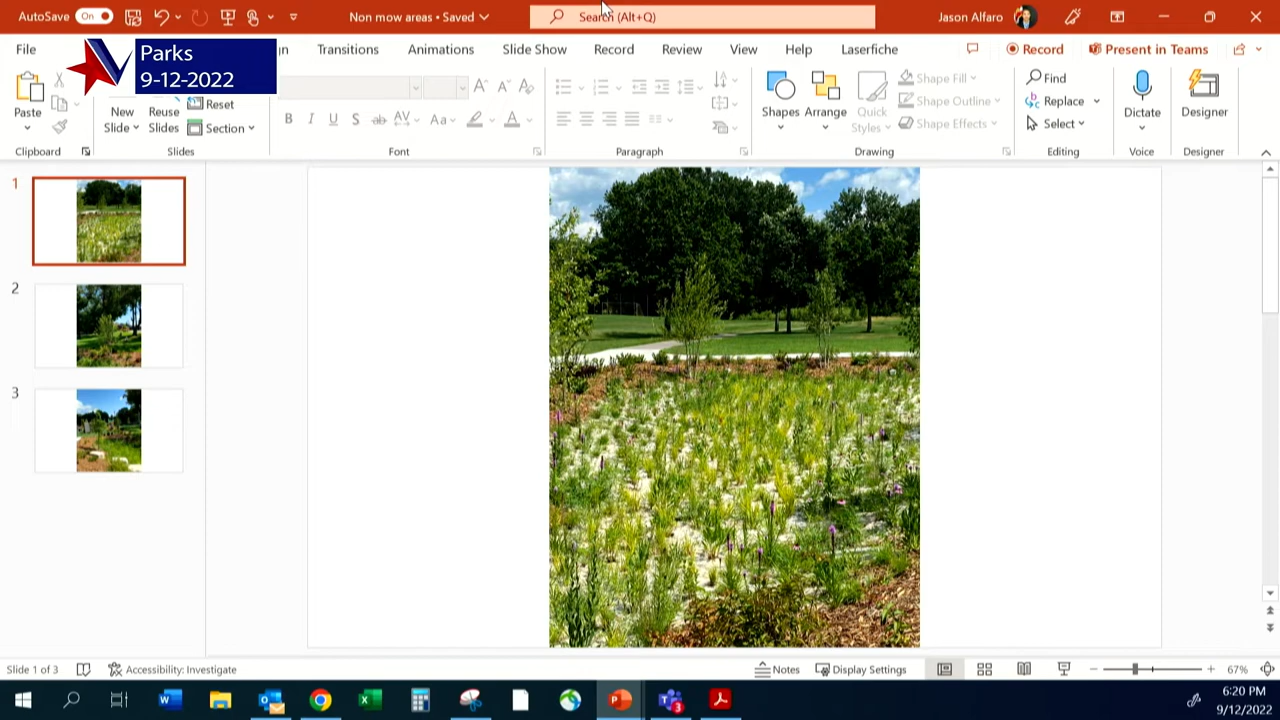 AutoSave
On
Non mow areas • Saved
Search (Alt+Q)
Jason Alfaro
File
Transitions
Animations
Slide Show
Record
Review
View
Help
Laserfiche
Record
Present in Teams
Parks
9-12-2022
Paste
New
Slide
Reuse
Slides
Reset
Section
Aa
Shapes
Arrange
Quick
Styles
Shape Fill
Shape Outline
Shape Effects
Find
Replace
Select
Dictate
Designer
Clipboard
Slides
Font
Paragraph
Drawing
Editing
Voice
Designer
1
2
3
Slide 1 of 3
Accessibility: Investigate
Notes
Display Settings
67%
6:20 PM
9/12/2022